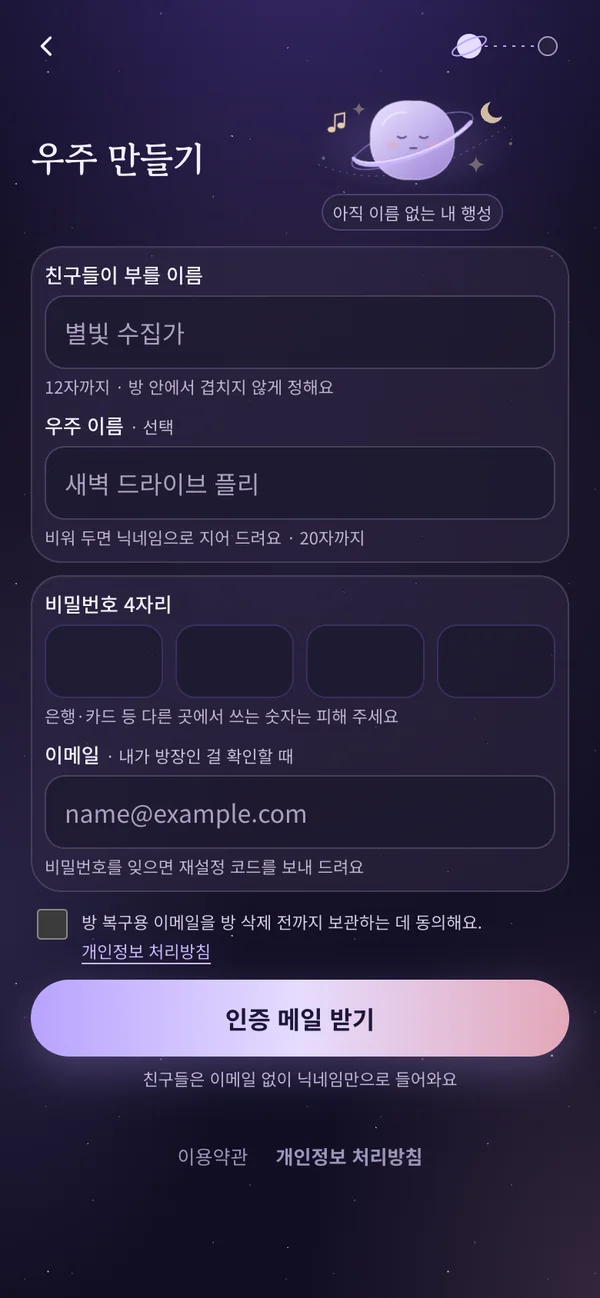 우주 만들기
아직 이름 없는 내 행성
친구들이 부를 이름
별빛 수집가
12자까지 · 방 안에서 겹치지 않게 정해요
우주 이름 · 선택
새벽 드라이브 플리
비워 두면 닉네임으로 지어 드려요 · 20자까지
비밀번호 4자리
은행·카드 등 다른 곳에서 쓰는 숫자는 피해 주세요
이메일 · 내가 방장인 걸 확인할 때
name@example.com
비밀번호를 잊으면 재설정 코드를 보내 드려요
방 복구용 이메일을 방 삭제 전까지 보관하는 데 동의해요.
개인정보 처리방침
인증 메일 받기
친구들은 이메일 없이 닉네임만으로 들어와요
이용약관 개인정보 처리방침